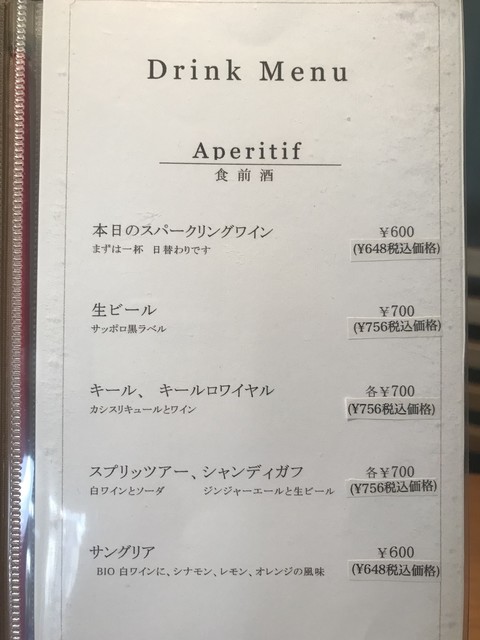 Drink Menu
Aperitif
食前酒
本日のスパークリングワイン ¥600
まずは一杯 日替わりです (¥648税込価格)
生ビール ¥700
サッポロ黒ラベル (¥756税込価格)
キール、 キールロワイヤル 各¥700
カシスリキュールとワイン (¥756税込価格)
スプリッツアー、シャンディガフ 各¥700
白ワインとソーダ ジンジャーエールと生ビール (¥756税込価格)
サングリア ¥600
BIO 白ワインに、シナモン、レモン、オレンジの風味 (¥648税込価格)